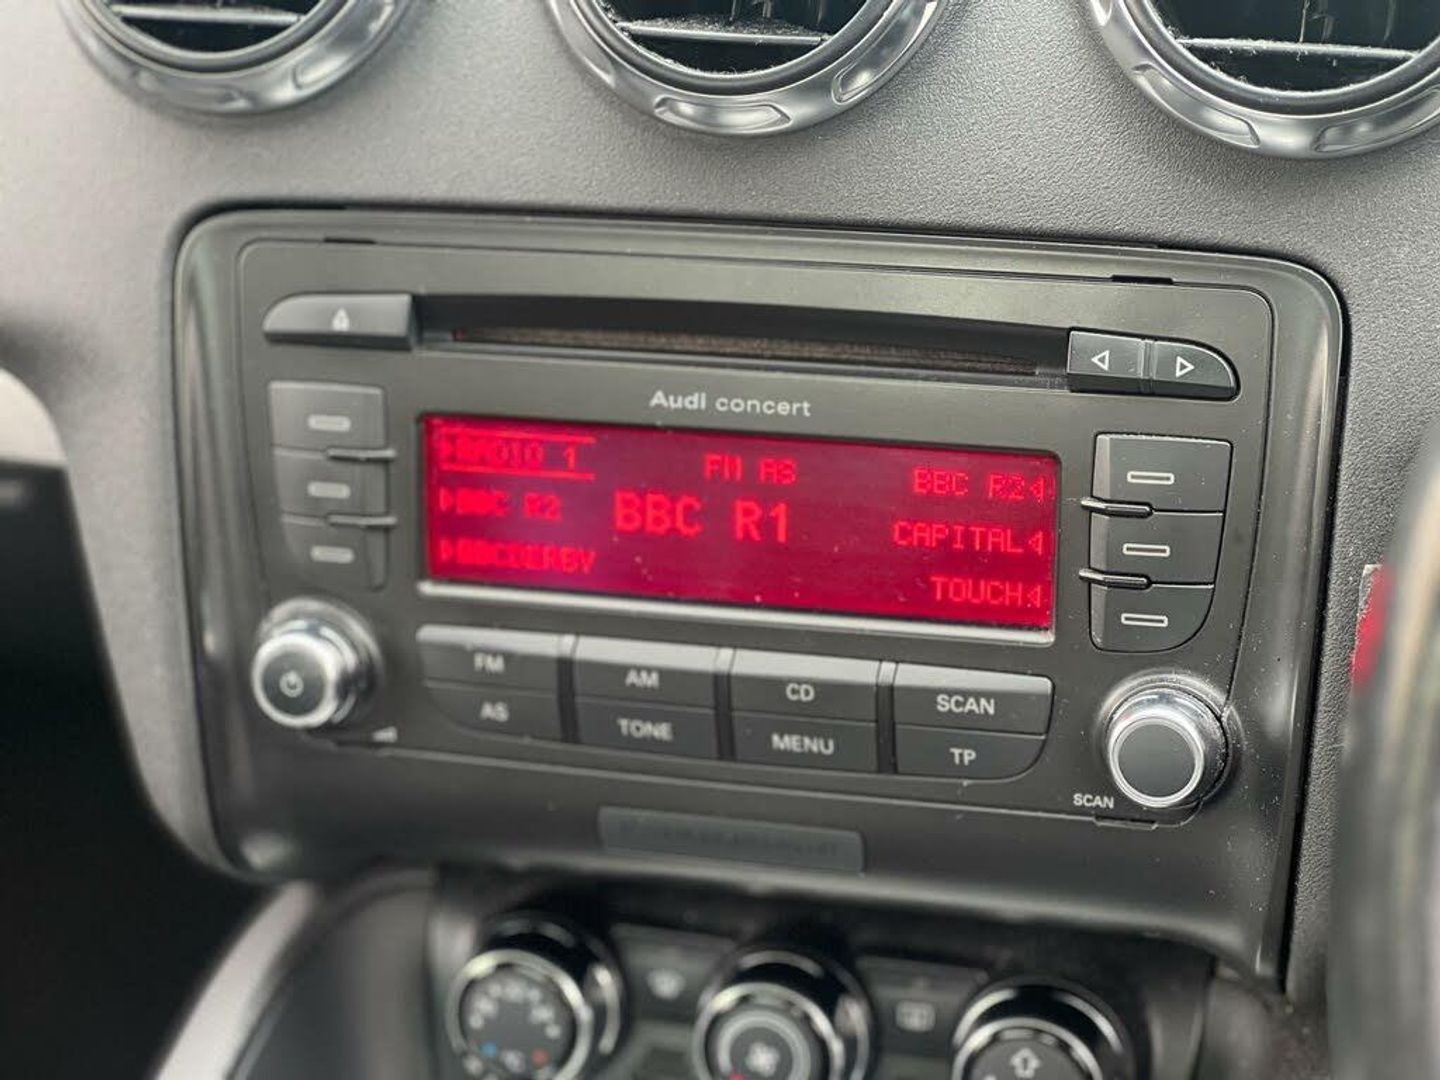 Audi concert
RADIO 1
FM AS
BBC R2
BBC R2
BBC R1
CAPITAL
BBCDERBY
TOUCH
FM
AM
CD
SCAN
AS
TONE
MENU
TP
SCAN